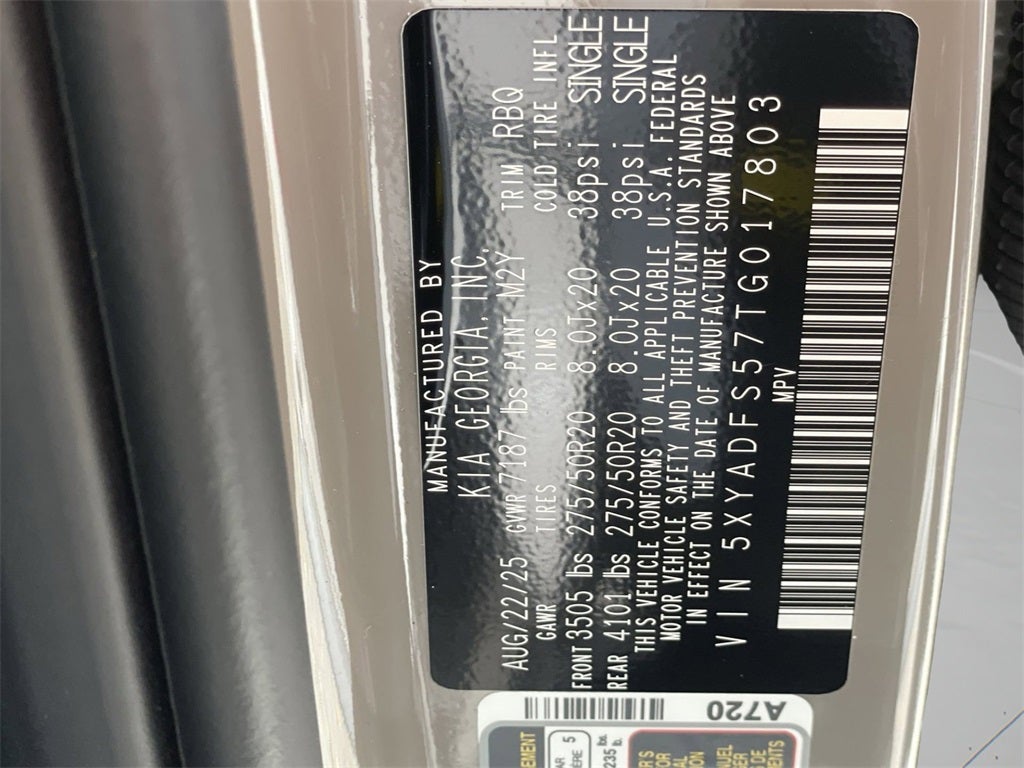 MANUFACTURED BY
KIA GEORGIA, INC.
AUG/22/25 GVWR 7187 lbs PAINT M2Y TRIM RBQ
GAWR TIRES RIMS COLD TIRE INFL
FRONT 3505 lbs 275/50R20 8.0Jx20 38psi SINGLE
REAR 4101 lbs 275/50R20 8.0Jx20 38psi SINGLE
THIS VEHICLE CONFORMS TO ALL APPLICABLE U.S.A. FEDERAL
MOTOR VEHICLE SAFETY AND THEFT PREVENTION STANDARDS
IN EFFECT ON THE DATE OF MANUFACTURE SHOWN ABOVE
VIN 5XYADFS57TG017803
MPV
A720